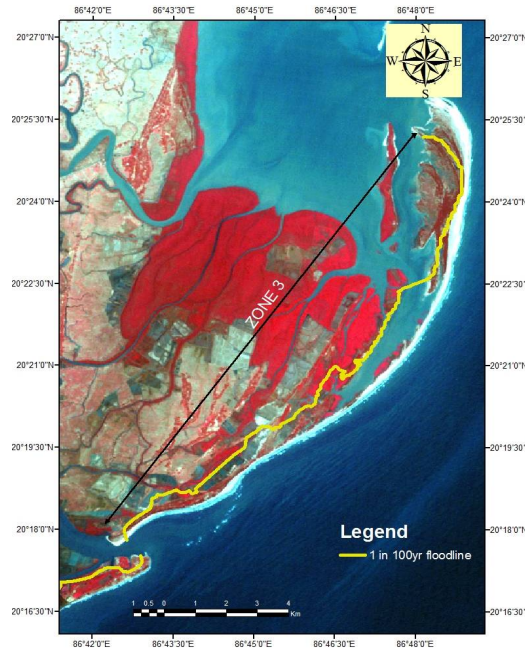 86°42'0"E 86°43'30"E 86°45'0"E 86°46'30"E 86°48'0"E
N
W E
S
20°27'0"N 20°27'0"N
20°25'30"N 20°25'30"N
20°24'0"N 20°24'0"N
20°22'30"N 20°22'30"N
ZONE 3
20°21'0"N 20°21'0"N
20°19'30"N 20°19'30"N
20°18'0"N 20°18'0"N
Legend
1 in 100yr floodline
20°16'30"N 20°16'30"N
1 0.5 0 1 2 3 4
Km
86°42'0"E 86°43'30"E 86°45'0"E 86°46'30"E 86°48'0"E